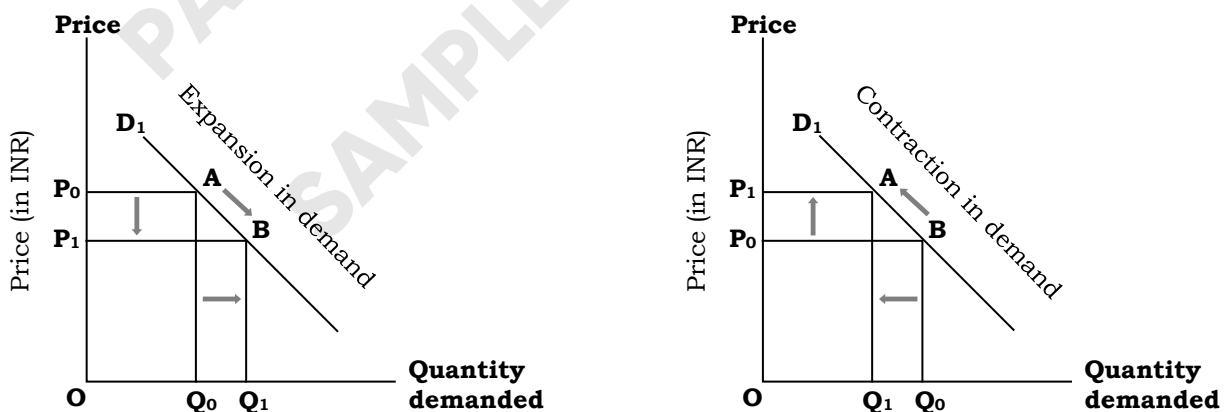 Price
Price (in INR)
D₁
Expansion in demand
P₀
A
P₁
B
O
Q₀
Q₁
Quantity
demanded
Price
Price (in INR)
D₁
Contraction in demand
P₁
A
P₀
B
O
Q₁
Q₀
Quantity
demanded
SAMPLE